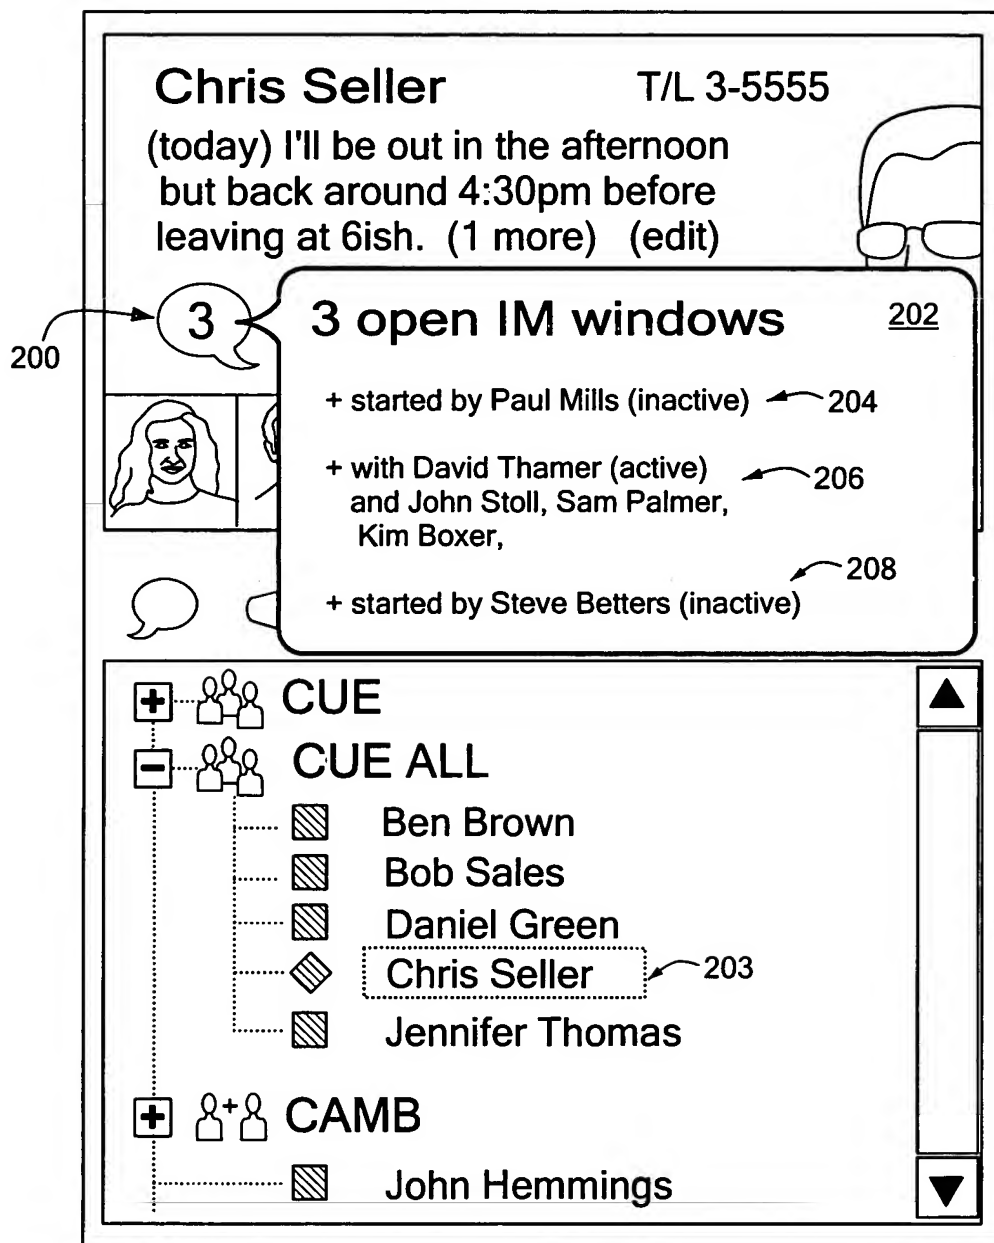 Chris Seller T/L 3-5555
(today) I'll be out in the afternoon
but back around 4:30pm before
leaving at 6ish. (1 more) (edit)
200
3
3 open IM windows 202
+ started by Paul Mills (inactive) 204
+ with David Thamer (active) 206
and John Stoll, Sam Palmer,
Kim Boxer,
208
+ started by Steve Betters (inactive)
+ CUE
− CUE ALL
Ben Brown
Bob Sales
Daniel Green
Chris Seller 203
Jennifer Thomas
+ + CAMB
John Hemmings